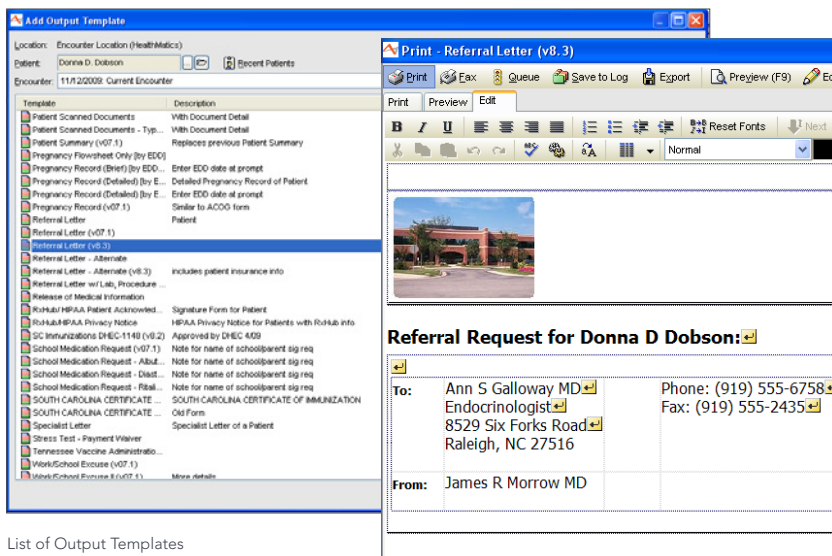 Add Output Template
Location: Encounter Location (HealthMatics)
Patient: Donna D. Dobson ... Recent Patients
Encounter: 11/12/2009: Current Encounter
Template Description
Patient Scanned Documents With Document Detail
Patient Scanned Documents - Typ... With Document Detail
Patient Summary (v07.1) Replaces previous Patient Summary
Pregnancy Flowsheet Only [by EDD]
Pregnancy Record (Brief) [by EDD... Enter EDD date at prompt
Pregnancy Record (Detailed) [by E... Detailed Pregnancy Record of Patient
Pregnancy Record (Detailed) [by E... Enter EDD date at prompt
Pregnancy Record (v07.1) Similar to ACOG form
Referral Letter Patient
Referral Letter (v07.1)
Referral Letter (v8.3)
Referral Letter - Alternate
Referral Letter - Alternate (v8.3) includes patient insurance info
Referral Letter w/ Lab, Procedure ...
Release of Medical Information
RxHub/ HIPAA Patient Acknowled... Signature Form for Patient
RxHub/HIPAA Privacy Notice HIPAA Privacy Notice for Patients with RxHub info
SC Immunizations DHEC-1148 (v8.2) Approved by DHEC 4/09
School Medication Request (v07.1) Note for name of school/parent sig req
School Medication Request - Albut... Note for name of school/parent sig req
School Medication Request - Diast... Note for name of school/parent sig req
School Medication Request - Ritali... Note for name of school/parent sig req
SOUTH CAROLINA CERTIFICATE ... SOUTH CAROLINA CERTIFICATE OF IMMUNIZATION
SOUTH CAROLINA CERTIFICATE ... Old Form
Specialist Letter Specialist Letter of a Patient
Stress Test - Payment Waiver
Tennessee Vaccine Administratio...
Work/School Excuse (v07.1)
Work/School Excuse II (v07.1) More details
List of Output Templates
Print - Referral Letter (v8.3)
Print Fax Queue Save to Log Export Preview (F9) Ec
Print Preview Edit
B I U Reset Fonts Next
Normal
Referral Request for Donna D Dobson:
To: Ann S Galloway MD Phone: (919) 555-6758
Endocrinologist Fax: (919) 555-2435
8529 Six Forks Road
Raleigh, NC 27516
From: James R Morrow MD